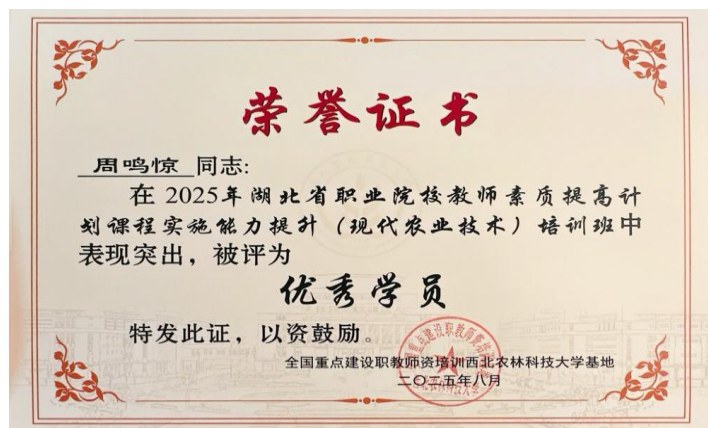 荣誉证书
周鸣惊 同志:
在 2025年湖北省职业院校教师素质提高计
划课程实施能力提升（现代农业技术）培训班中
表现突出，被评为
优秀学员
特发此证，以资鼓励。
全国重点建设职教师资培训西北农林科技大学基地
二〇二五年八月